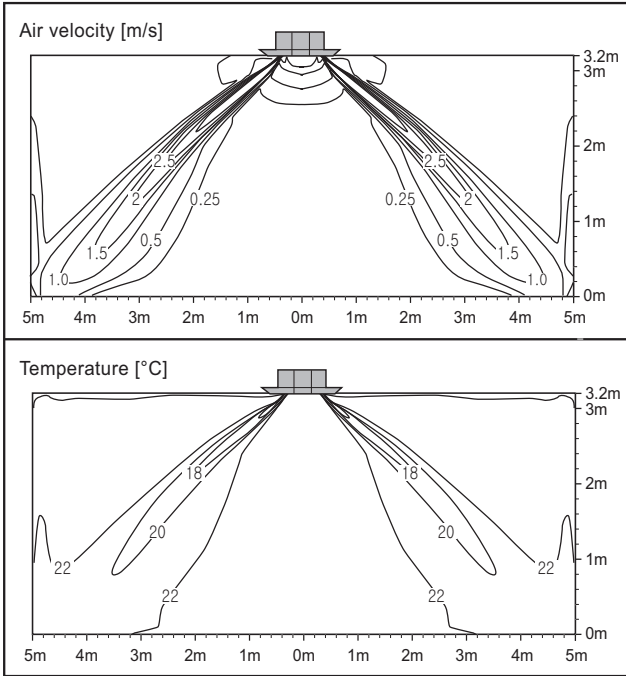 Air velocity [m/s]
3.2m
3m
2m
2.5 2.5
2 0.25 0.25 2
1m
1.5 0.5 0.5 1.5
1.0 1.0
0m
5m 4m 3m 2m 1m 0m 1m 2m 3m 4m 5m
Temperature [°C]
3.2m
3m
18 18
2m
20 20
1m
22 22
22 22
0m
5m 4m 3m 2m 1m 0m 1m 2m 3m 4m 5m